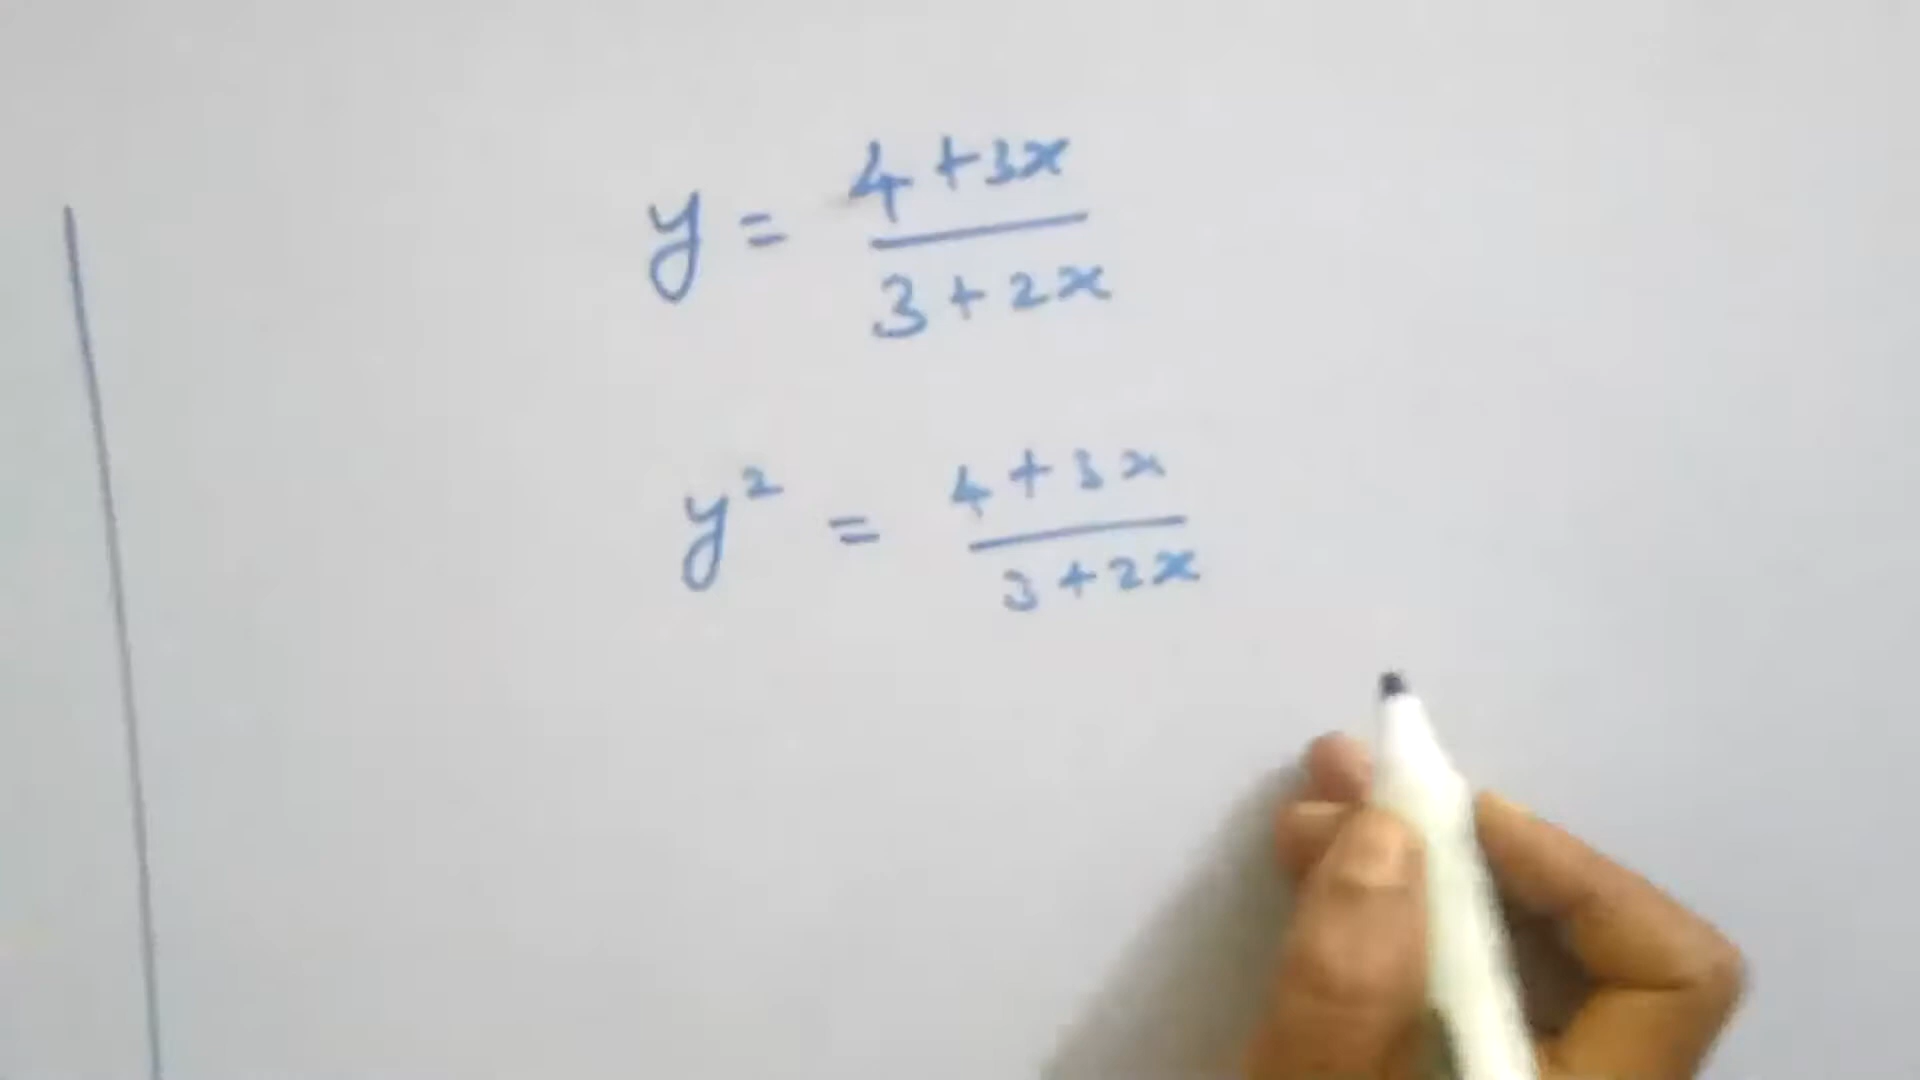 y = (4+3x)/(3+2x)
y² = (4+3x)/(3+2x)